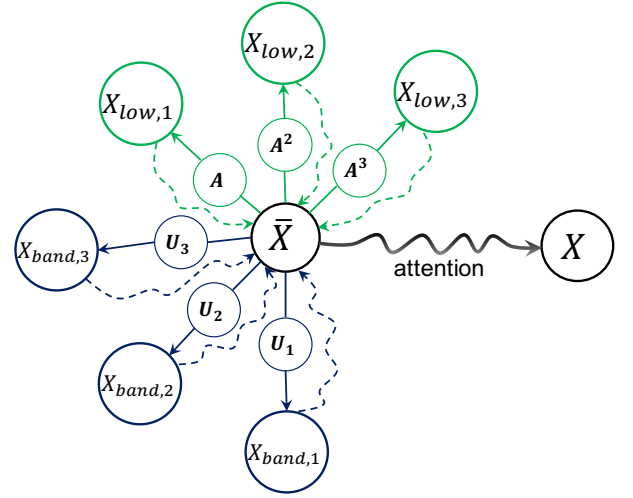 X_{low,2}
X_{low,1}
X_{low,3}
A^2
A
A^3
X̄
X
attention
X_{band,3}
U_3
U_2
U_1
X_{band,2}
X_{band,1}